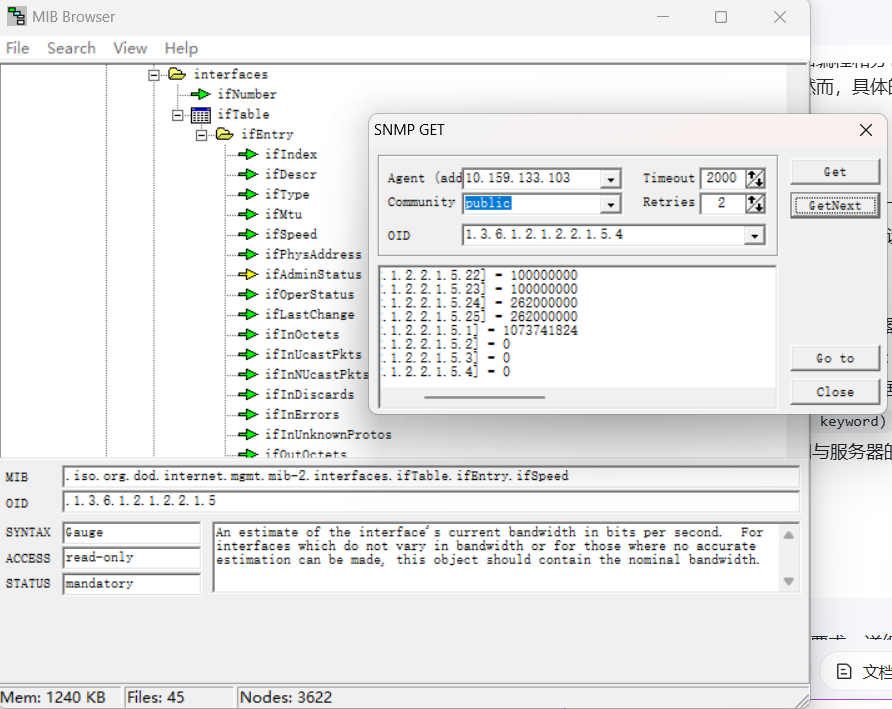 MIB Browser
File Search View Help
interfaces
ifNumber
ifTable
ifEntry
ifIndex
ifDescr
ifType
ifMtu
ifSpeed
ifPhysAddress
ifAdminStatus
ifOperStatus
ifLastChange
ifInOctets
ifInUcastPkts
ifInNUcastPkts
ifInDiscards
ifInErrors
ifInUnknownProtos
ifOutOctets
SNMP GET
Agent (add 10.159.133.103 Timeout 2000 Get
Community public Retries 2 GetNext
OID 1.3.6.1.2.1.2.2.1.5.4
.1.2.2.1.5.22] = 100000000
.1.2.2.1.5.23] = 100000000
.1.2.2.1.5.24] = 262000000
.1.2.2.1.5.25] = 262000000
.1.2.2.1.5.1] = 1073741824
.1.2.2.1.5.2] = 0
.1.2.2.1.5.3] = 0
.1.2.2.1.5.4] = 0
Go to
Close
然而，具体的
keyword)
与服务器的
MIB .iso.org.dod.internet.mgmt.mib-2.interfaces.ifTable.ifEntry.ifSpeed
OID .1.3.6.1.2.1.2.2.1.5
SYNTAX Gauge
ACCESS read-only
STATUS mandatory
An estimate of the interface's current bandwidth in bits per second. For
interfaces which do not vary in bandwidth or for those where no accurate
estimation can be made, this object should contain the nominal bandwidth.
文档
Mem: 1240 KB Files: 45 Nodes: 3622